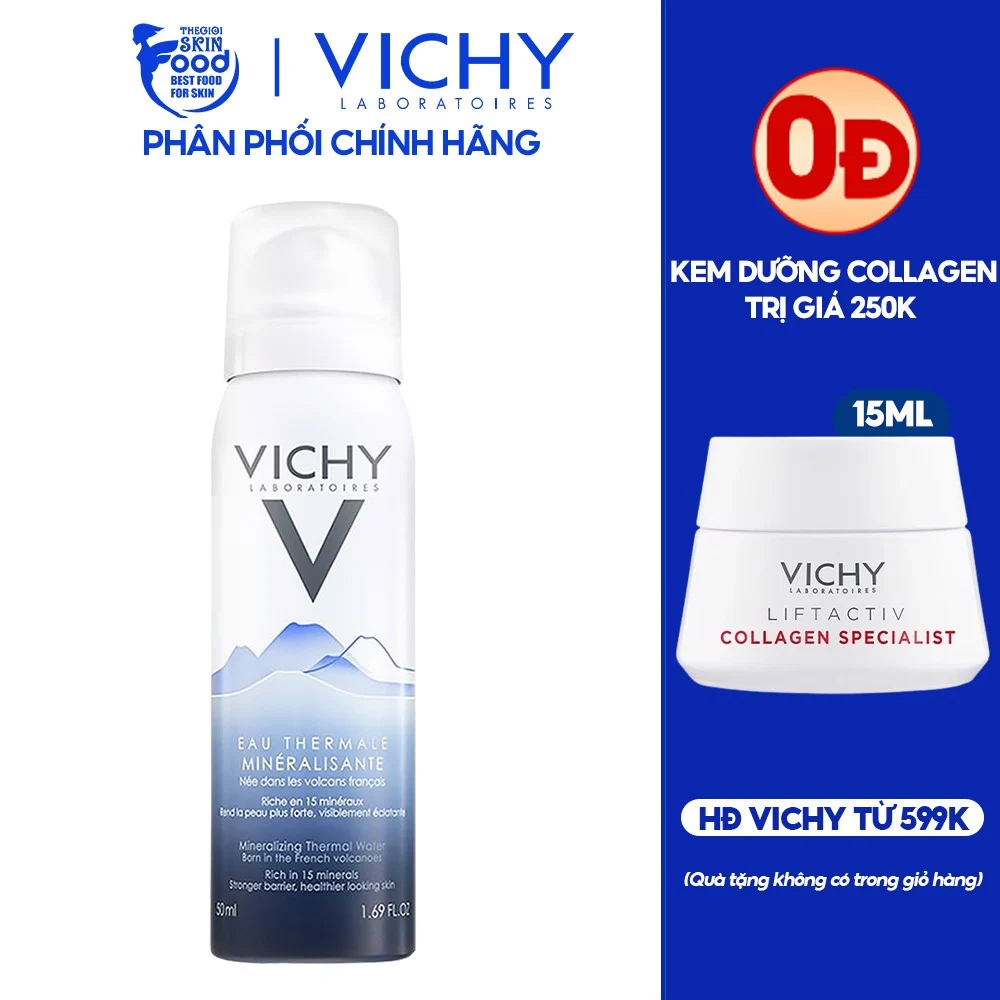 THEGIOI
SKIN
Food
BEST FOOD
FOR SKIN
VICHY
LABORATOIRES
PHÂN PHỐI CHÍNH HÃNG
VICHY
LABORATOIRES
V
EAU THERMALE
MINÉRALISANTE
Née dans les volcans français
Riche en 15 minéraux
Rend la peau plus forte, visiblement éclatante
Mineralizing Thermal Water
Born in the French volcanoes
Rich in 15 minerals
Stronger barrier, healthier looking skin
50ml 1.69 FL.OZ
0Đ
KEM DƯỠNG COLLAGEN
TRỊ GIÁ 250K
15ML
VICHY
LABORATOIRES
LIFTACTIV
COLLAGEN SPECIALIST
HĐ VICHY TỪ 599K
(Quà tặng không có trong giỏ hàng)